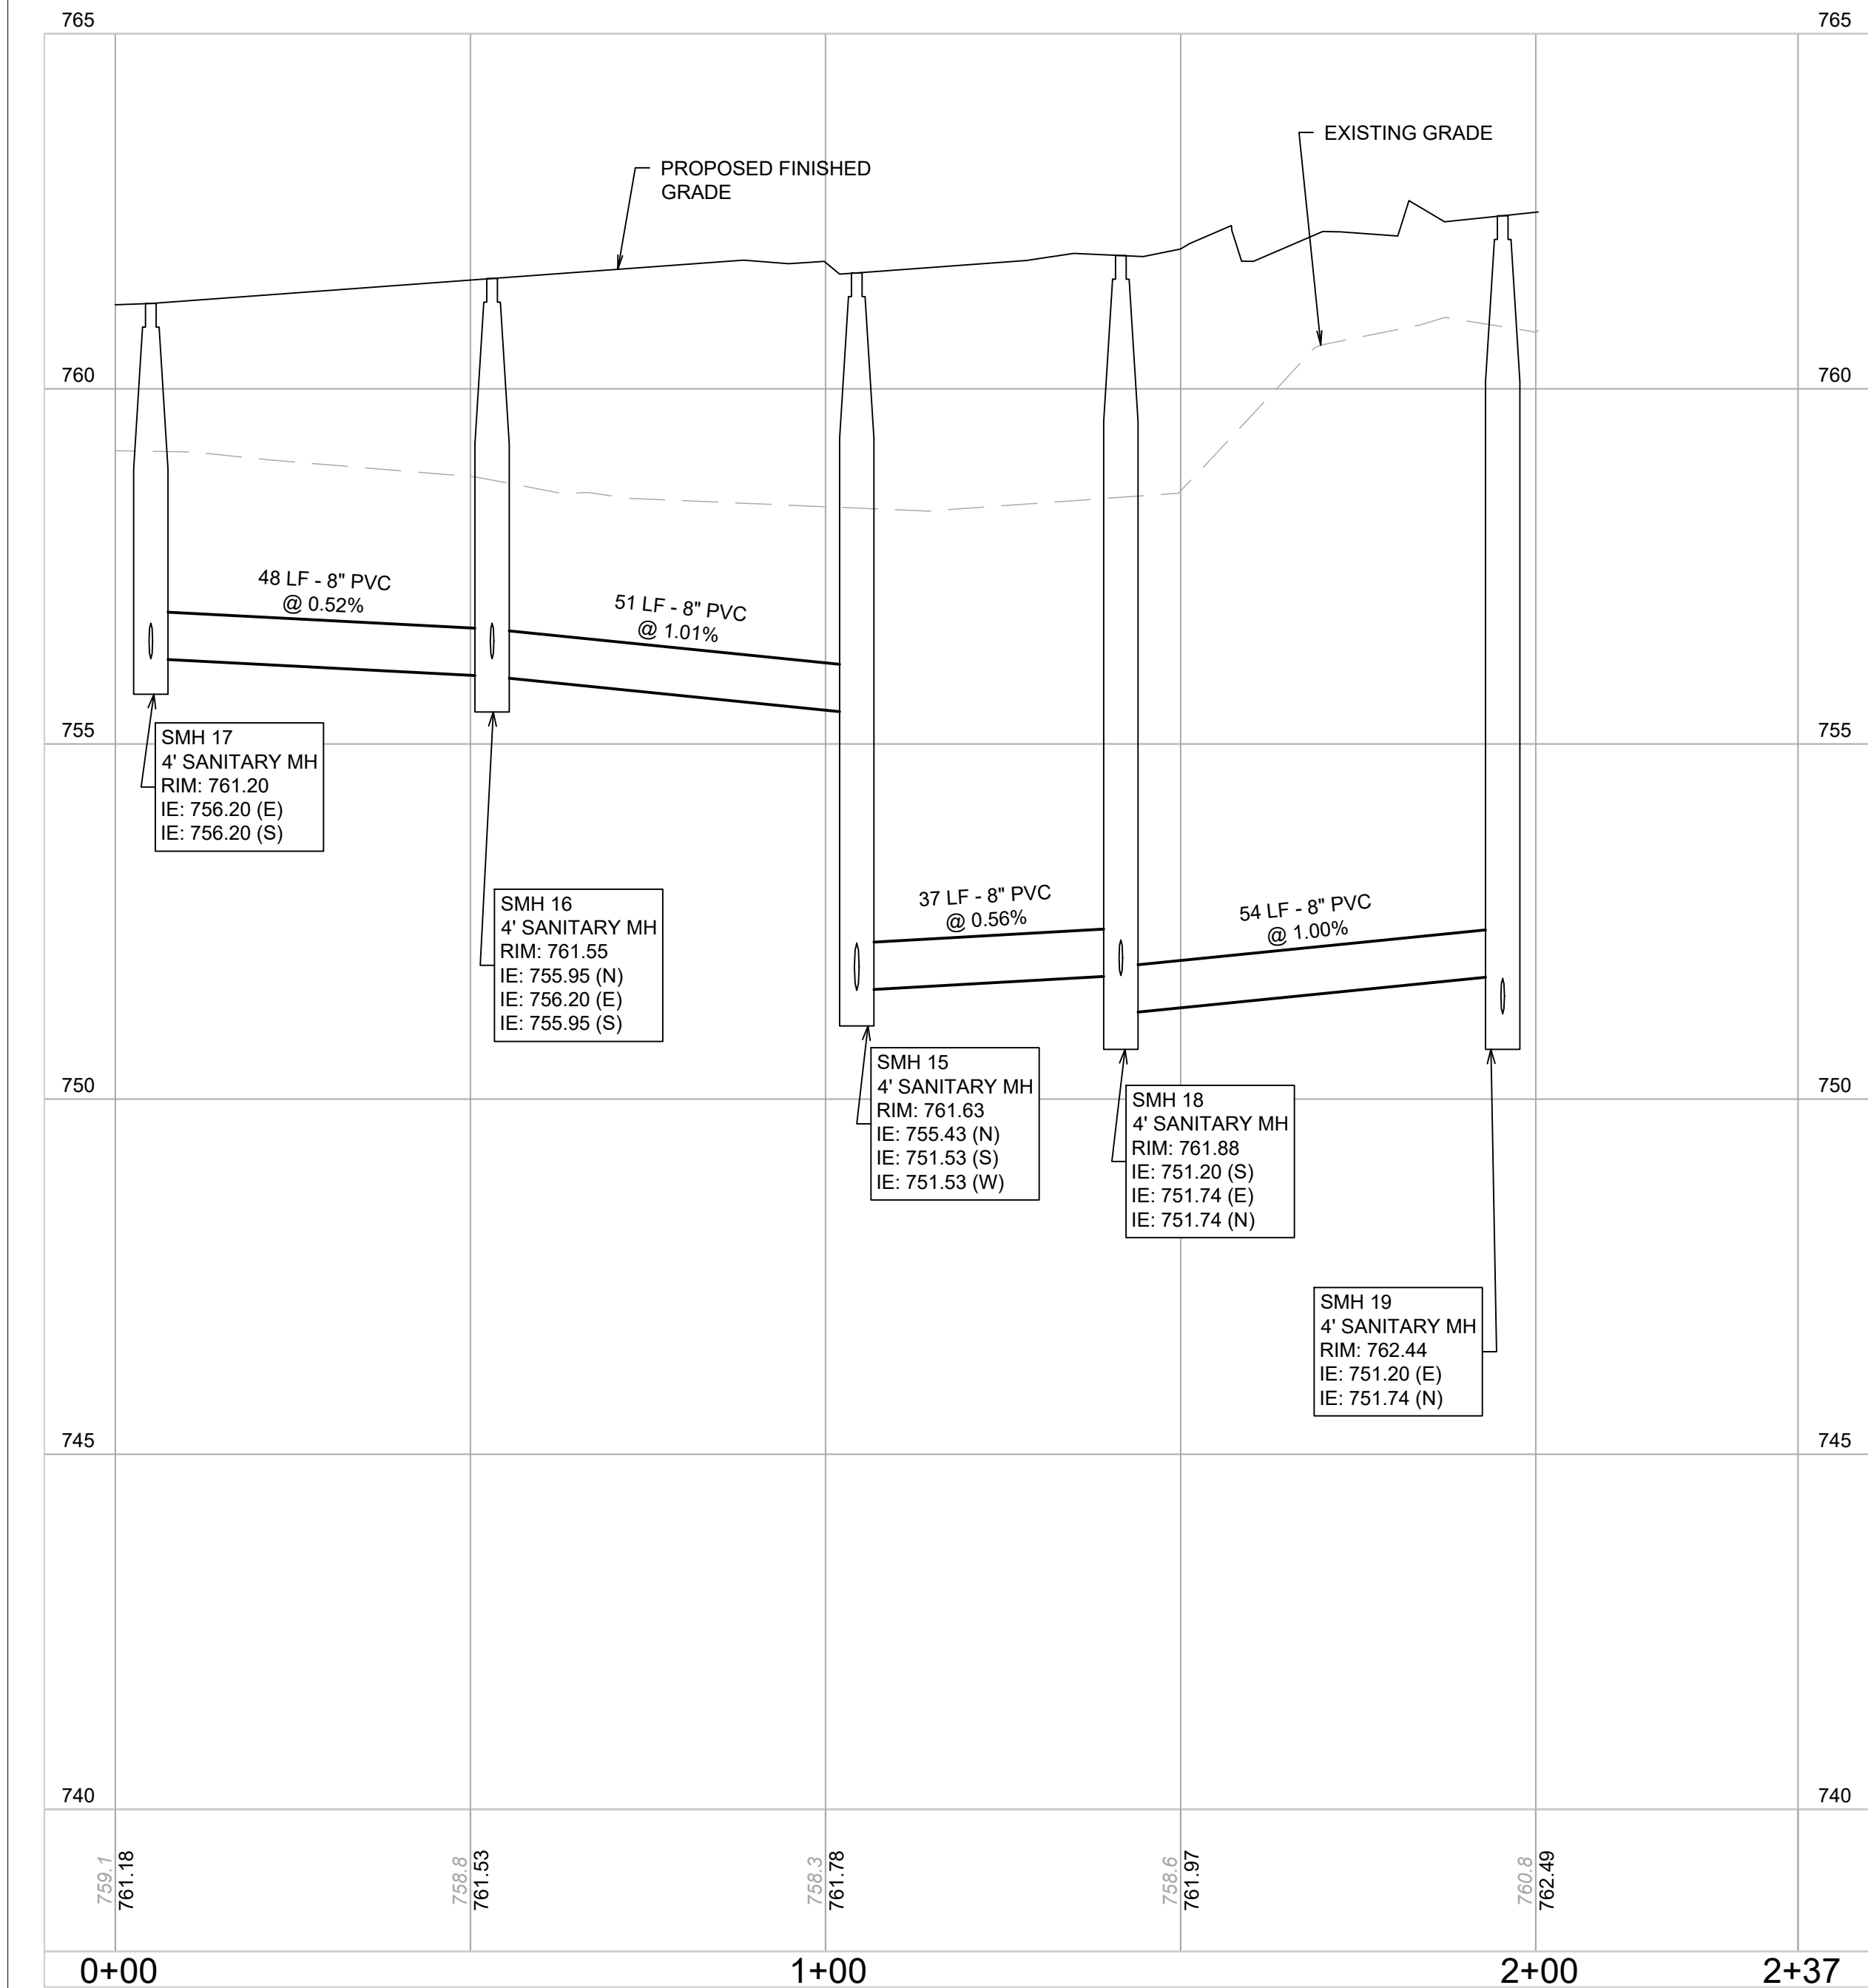 765
765
EXISTING GRADE
PROPOSED FINISHED
GRADE
760
760
48 LF - 8" PVC
@ 0.52%
51 LF - 8" PVC
@ 1.01%
755
755
SMH 17
4' SANITARY MH
RIM: 761.20
IE: 756.20 (E)
IE: 756.20 (S)
SMH 16
4' SANITARY MH
RIM: 761.55
IE: 755.95 (N)
IE: 756.20 (E)
IE: 755.95 (S)
37 LF - 8" PVC
@ 0.56%
54 LF - 8" PVC
@ 1.00%
SMH 15
4' SANITARY MH
RIM: 761.63
IE: 755.43 (N)
IE: 751.53 (S)
IE: 751.53 (W)
750
750
SMH 18
4' SANITARY MH
RIM: 761.88
IE: 751.20 (S)
IE: 751.74 (E)
IE: 751.74 (N)
SMH 19
4' SANITARY MH
RIM: 762.44
IE: 751.20 (E)
IE: 751.74 (N)
745
745
740
740
759.1
761.18
758.8
761.53
758.3
761.78
758.6
761.97
760.8
762.49
0+00
1+00
2+00
2+37